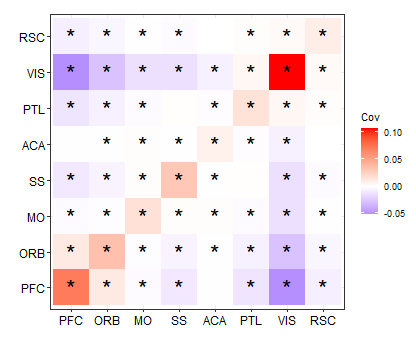 RSC * * * * * * *
VIS * * * * * * * *
PTL * * * * * * *
ACA * * * * * *
SS * * * * * * *
MO * * * * * * * *
ORB * * * * * * * *
PFC * * * * * * *
PFC ORB MO SS ACA PTL VIS RSC
Cov
0.10
0.05
0.00
-0.05